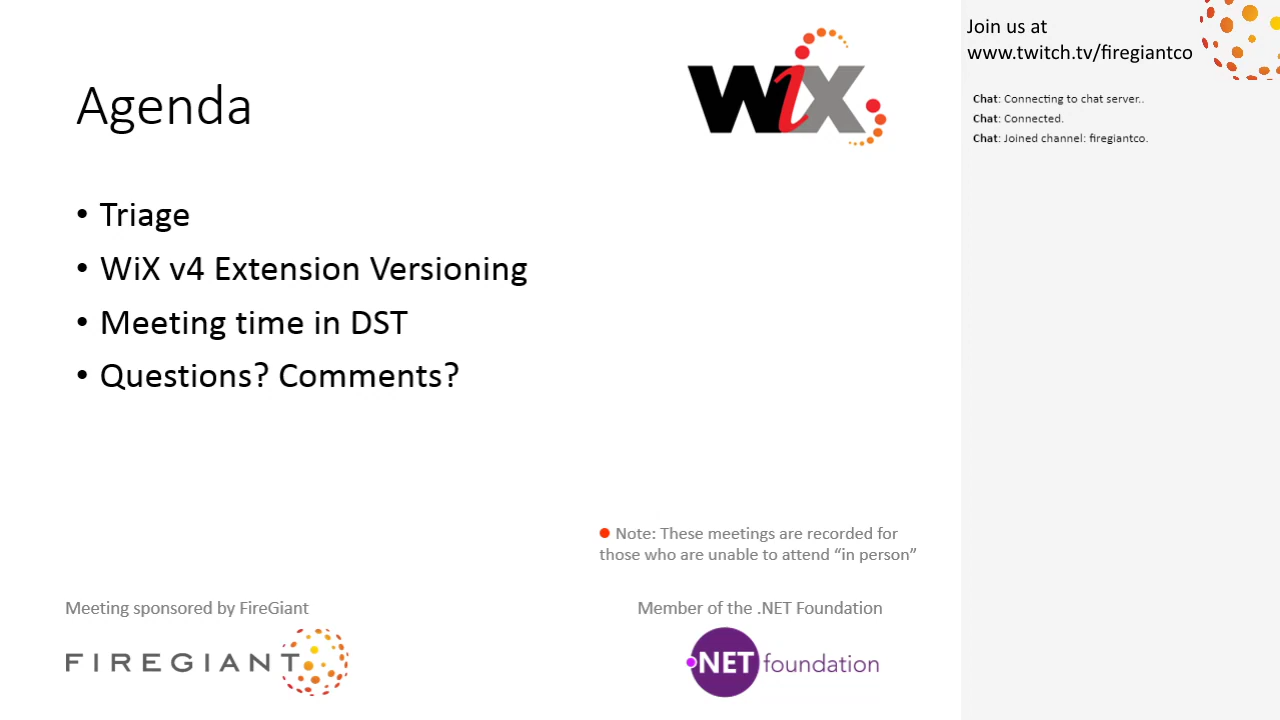 Agenda
WiX
• Triage
• WiX v4 Extension Versioning
• Meeting time in DST
• Questions? Comments?
Note: These meetings are recorded for
those who are unable to attend “in person”
Meeting sponsored by FireGiant
FIREGIANT
Member of the .NET Foundation
.NET foundation
Join us at
www.twitch.tv/firegiantco
Chat: Connecting to chat server..
Chat: Connected.
Chat: Joined channel: firegiantco.